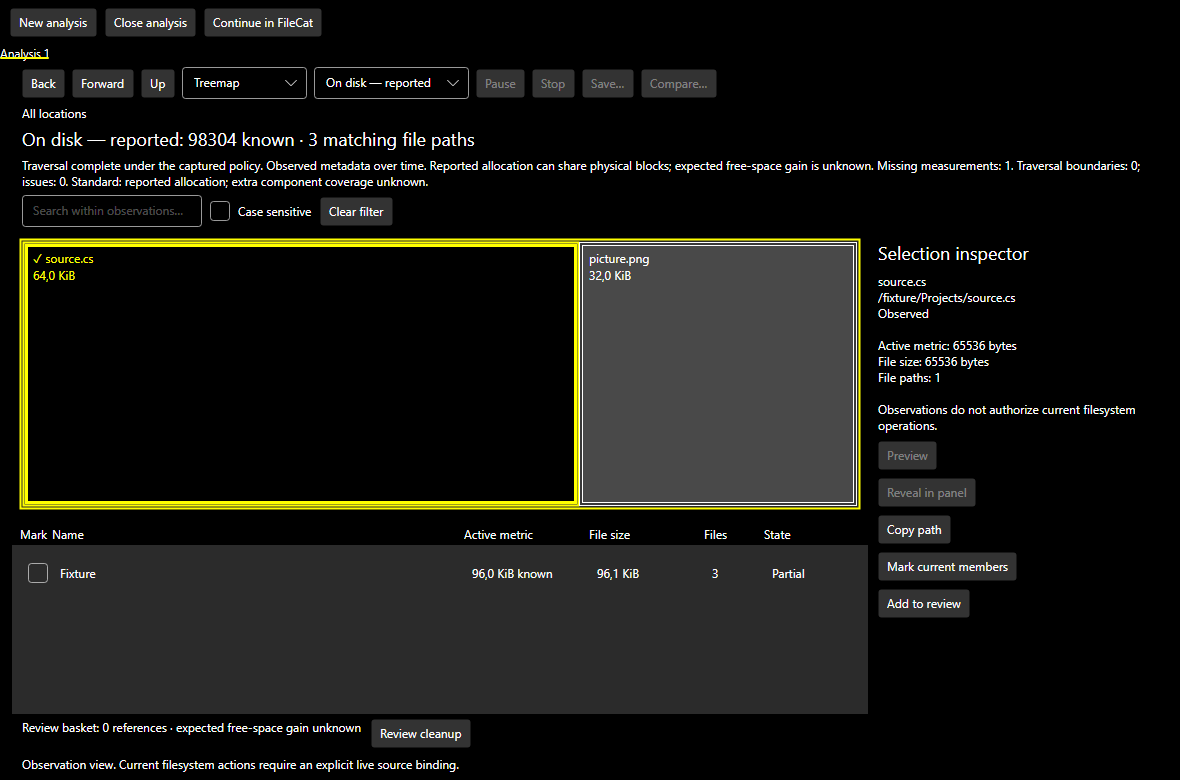 New analysis Close analysis Continue in FileCat
Analysis 1
Back Forward Up Treemap On disk — reported Pause Stop Save... Compare...
All locations
On disk — reported: 98304 known · 3 matching file paths
Traversal complete under the captured policy. Observed metadata over time. Reported allocation can share physical blocks; expected free-space gain is unknown. Missing measurements: 1. Traversal boundaries: 0;
issues: 0. Standard: reported allocation; extra component coverage unknown.
Search within observations... Case sensitive Clear filter
✓ source.cs
64,0 KiB
picture.png
32,0 KiB
Selection inspector
source.cs
/fixture/Projects/source.cs
Observed
Active metric: 65536 bytes
File size: 65536 bytes
File paths: 1
Observations do not authorize current filesystem
operations.
Preview
Reveal in panel
Copy path
Mark current members
Add to review
Mark Name Active metric File size Files State
Fixture 96,0 KiB known 96,1 KiB 3 Partial
Review basket: 0 references · expected free-space gain unknown Review cleanup
Observation view. Current filesystem actions require an explicit live source binding.